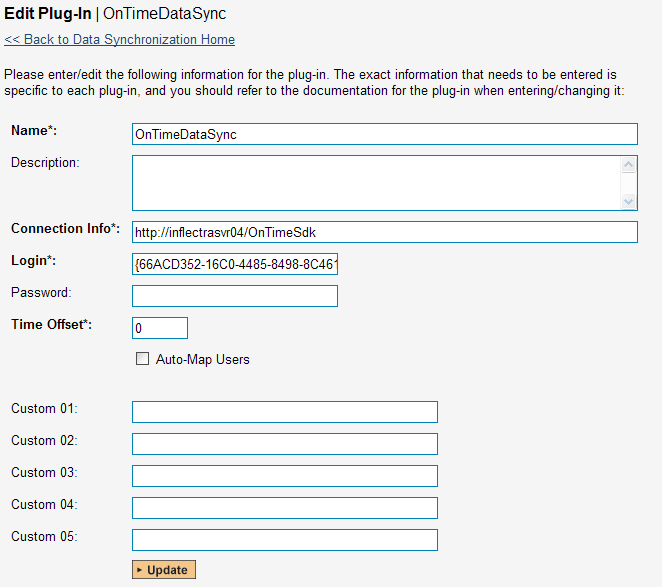 Edit Plug-In | OnTimeDataSync
<< Back to Data Synchronization Home
Please enter/edit the following information for the plug-in. The exact information that needs to be entered is
specific to each plug-in, and you should refer to the documentation for the plug-in when entering/changing it:
Name*: OnTimeDataSync
Description:
Connection Info*: http://inflectrasvr04/OnTimeSdk
Login*: {66ACD352-16C0-4485-8498-8C461
Password:
Time Offset*: 0
Auto-Map Users
Custom 01:
Custom 02:
Custom 03:
Custom 04:
Custom 05:
Update